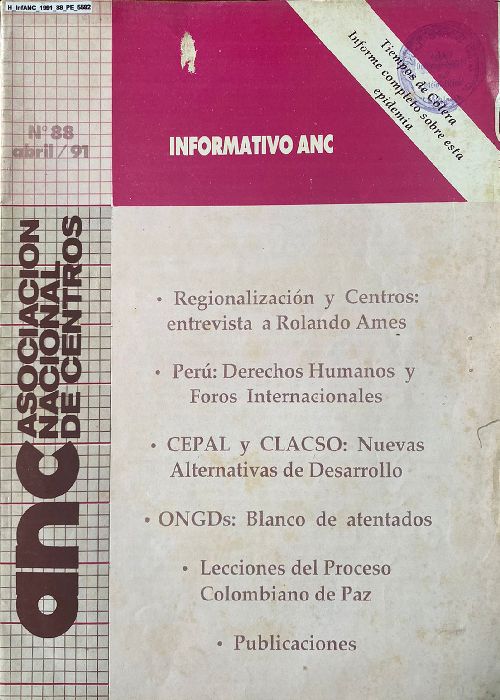 H_InfANC_1991_88_PE_5582
N° 88
abril / 91
INFORMATIVO ANC
Tiempos de Cólera
Informe completo sobre esta
epidemia
anc
ASOCIACION
NACIONAL
DE CENTROS
• Regionalización y Centros:
entrevista a Rolando Ames
• Perú: Derechos Humanos y
Foros Internacionales
• CEPAL y CLACSO: Nuevas
Alternativas de Desarrollo
• ONGDs: Blanco de atentados
• Lecciones del Proceso
Colombiano de Paz
• Publicaciones